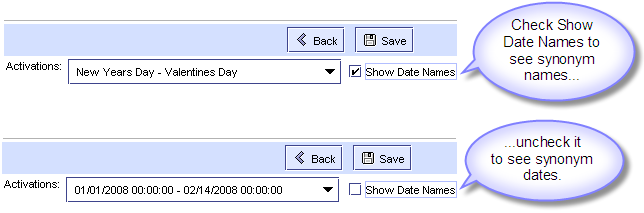 Back Save
Activations: New Years Day - Valentines Day Show Date Names
Check Show
Date Names to
see synonym
names...
Back Save
Activations: 01/01/2008 00:00:00 - 02/14/2008 00:00:00 Show Date Names
...uncheck it
to see synonym
dates.